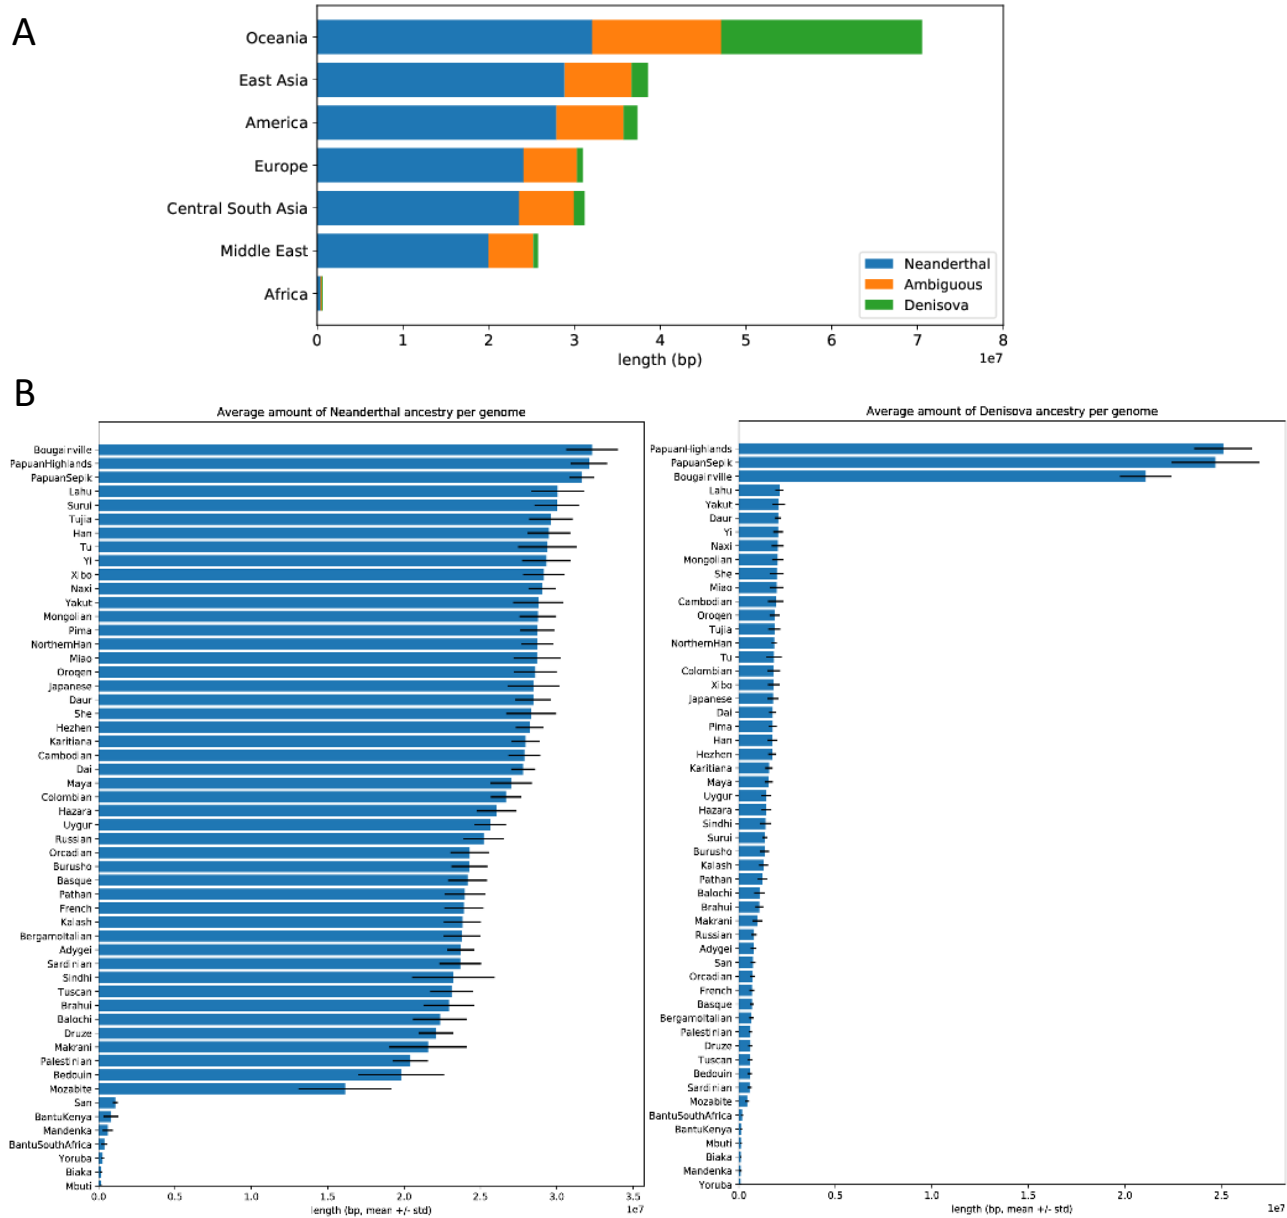 A
Oceania
East Asia
America
Europe
Central South Asia
Middle East
Africa
Neanderthal
Ambiguous
Denisova
0 1 2 3 4 5 6 7 8
1e7
length (bp)
B
Average amount of Neanderthal ancestry per genome
Bougainville
PapuanHighlands
PapuanSepik
Lahu
Surui
Tujia
Han
Tu
Yi
Xibo
Naxi
Yakut
Mongolian
Pima
NorthernHan
Miao
Oroqen
Japanese
Daur
She
Hezhen
Karitiana
Cambodian
Dai
Maya
Colombian
Hazara
Uygur
Russian
Orcadian
Burusho
Basque
Pathan
French
Kalash
BergamoItalian
Adygei
Sardinian
Sindhi
Tuscan
Brahui
Balochi
Druze
Makrani
Palestinian
Bedouin
Mozabite
San
BantuKenya
Mandenka
BantuSouthAfrica
Yoruba
Biaka
Mbuti
0.0 0.5 1.0 1.5 2.0 2.5 3.0 3.5
1e7
length (bp, mean +/- std)
Average amount of Denisova ancestry per genome
PapuanHighlands
PapuanSepik
Bougainville
Lahu
Yakut
Daur
Yi
Naxi
Mongolian
She
Miao
Cambodian
Oroqen
Tujia
NorthernHan
Tu
Colombian
Xibo
Japanese
Dai
Pima
Han
Hezhen
Karitiana
Maya
Uygur
Hazara
Sindhi
Surui
Burusho
Kalash
Pathan
Balochi
Brahui
Makrani
Russian
Adygei
San
Orcadian
French
Basque
BergamoItalian
Palestinian
Druze
Tuscan
Bedouin
Sardinian
Mozabite
BantuSouthAfrica
BantuKenya
Mbuti
Biaka
Mandenka
Yoruba
0.0 0.5 1.0 1.5 2.0 2.5
1e7
length (bp, mean +/- std)